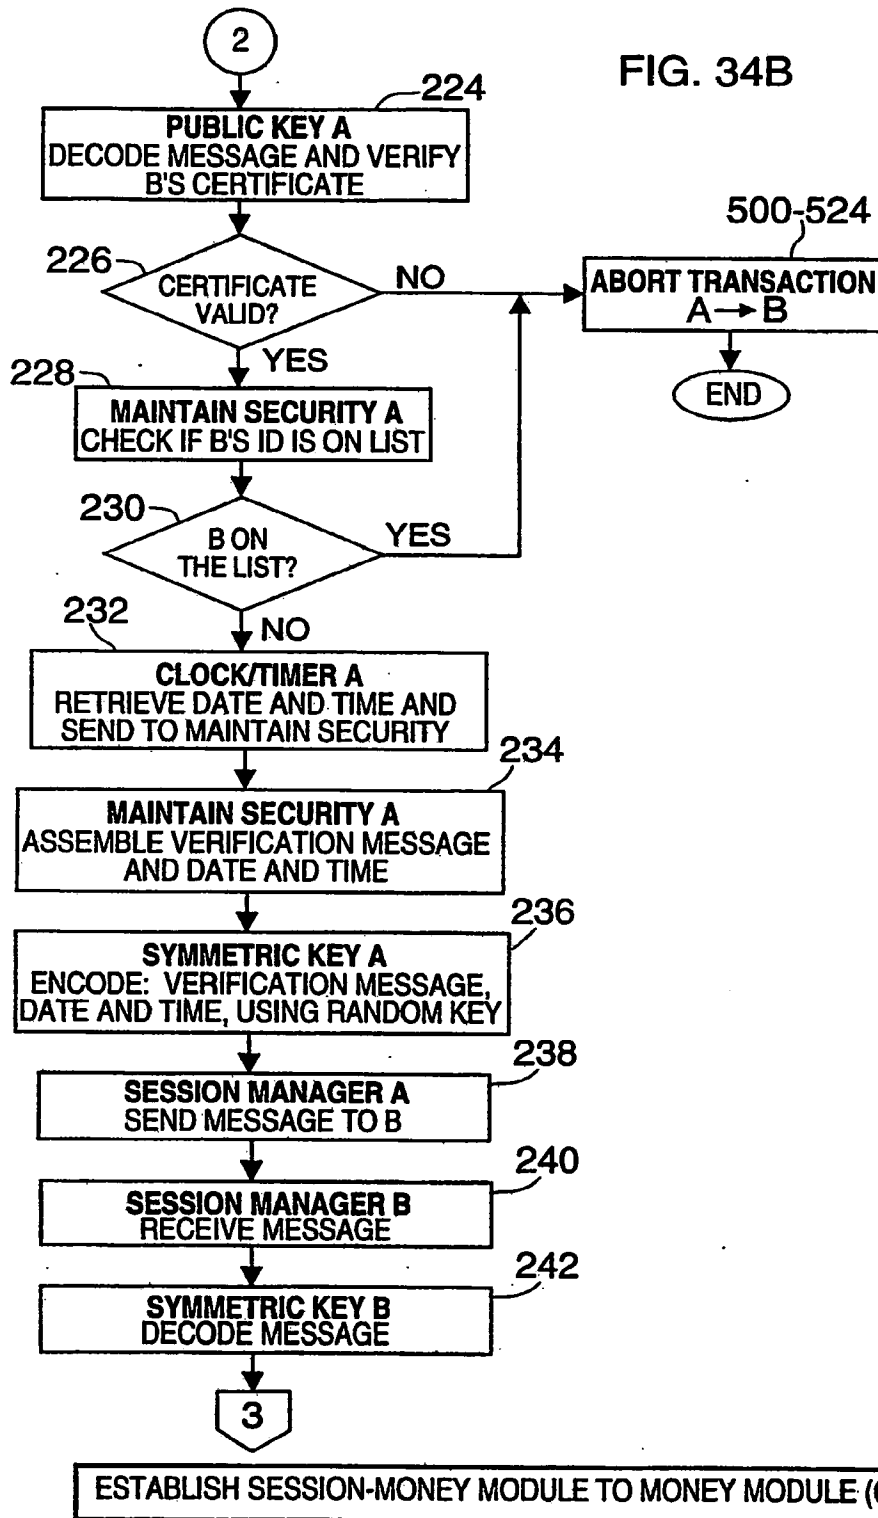 2
FIG. 34B
224
PUBLIC KEY A
DECODE MESSAGE AND VERIFY
B'S CERTIFICATE
500-524
226
CERTIFICATE
VALID?
NO
ABORT TRANSACTION
A → B
YES
END
228
MAINTAIN SECURITY A
CHECK IF B'S ID IS ON LIST
230
B ON
THE LIST?
YES
NO
232
CLOCK/TIMER A
RETRIEVE DATE AND TIME AND
SEND TO MAINTAIN SECURITY
234
MAINTAIN SECURITY A
ASSEMBLE VERIFICATION MESSAGE
AND DATE AND TIME
236
SYMMETRIC KEY A
ENCODE: VERIFICATION MESSAGE,
DATE AND TIME, USING RANDOM KEY
238
SESSION MANAGER A
SEND MESSAGE TO B
240
SESSION MANAGER B
RECEIVE MESSAGE
242
SYMMETRIC KEY B
DECODE MESSAGE
3
ESTABLISH SESSION-MONEY MODULE TO MONEY MODULE